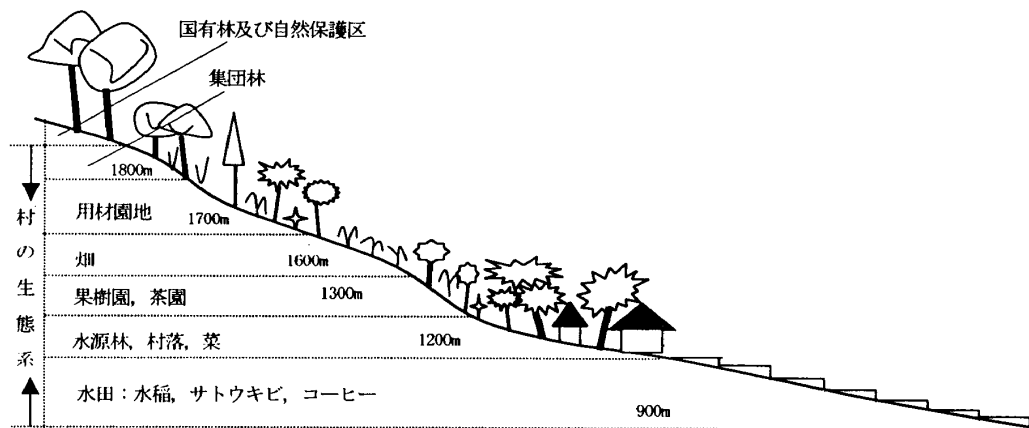 国有林及び自然保護区
集団林
1800m
用材園地
1700m
畑
1600m
果樹園，茶園
1300m
水源林，村落，菜
1200m
水田：水稲，サトウキビ，コーヒー
900m
村の生態系